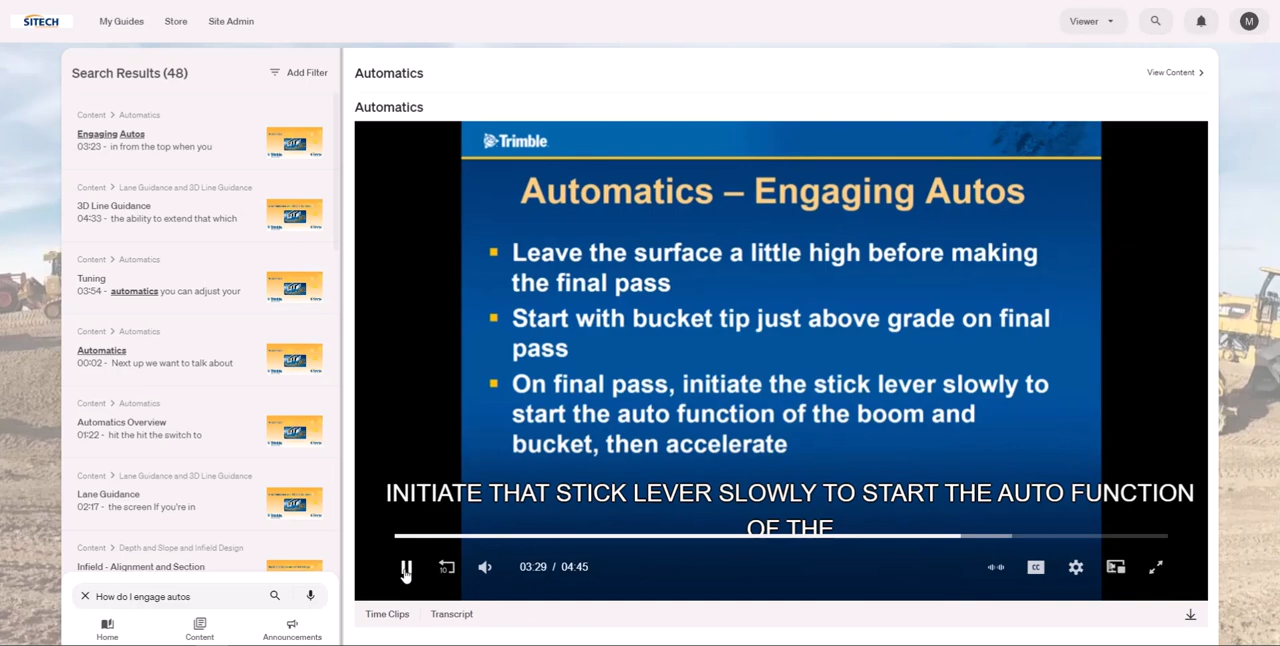 SITECH
My Guides
Store
Site Admin
Viewer
M
Search Results (48)
Add Filter
Content > Automatics
Engaging Autos
03:23 - in from the top when you
Content > Lane Guidance and 3D Line Guidance
3D Line Guidance
04:33 - the ability to extend that which
Content > Automatics
Tuning
03:54 - automatics you can adjust your
Content > Automatics
Automatics
00:02 - Next up we want to talk about
Content > Automatics
Automatics Overview
01:22 - hit the hit the switch to
Content > Lane Guidance and 3D Line Guidance
Lane Guidance
02:17 - the screen If you're in
Content > Depth and Slope and Infield Design
Infield - Alignment and Section
How do I engage autos
Home
Content
Announcements
Automatics
View Content >
Automatics
Trimble
Automatics – Engaging Autos
Leave the surface a little high before making
the final pass
Start with bucket tip just above grade on final
pass
On final pass, initiate the stick lever slowly to
start the auto function of the boom and
bucket, then accelerate
INITIATE THAT STICK LEVER SLOWLY TO START THE AUTO FUNCTION
OF THE
10
03:29 / 04:45
CC
Time Clips
Transcript